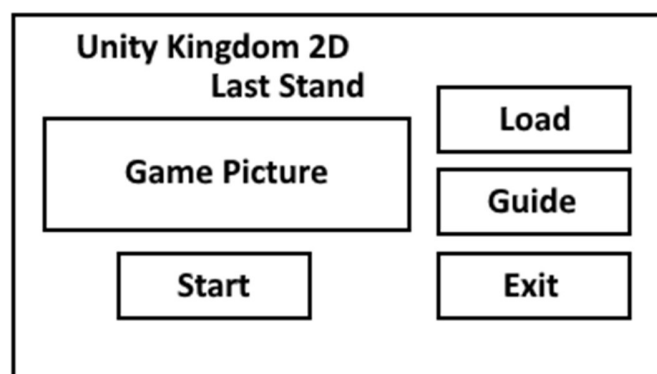 Unity Kingdom 2D
Last Stand
Game Picture
Start
Load
Guide
Exit